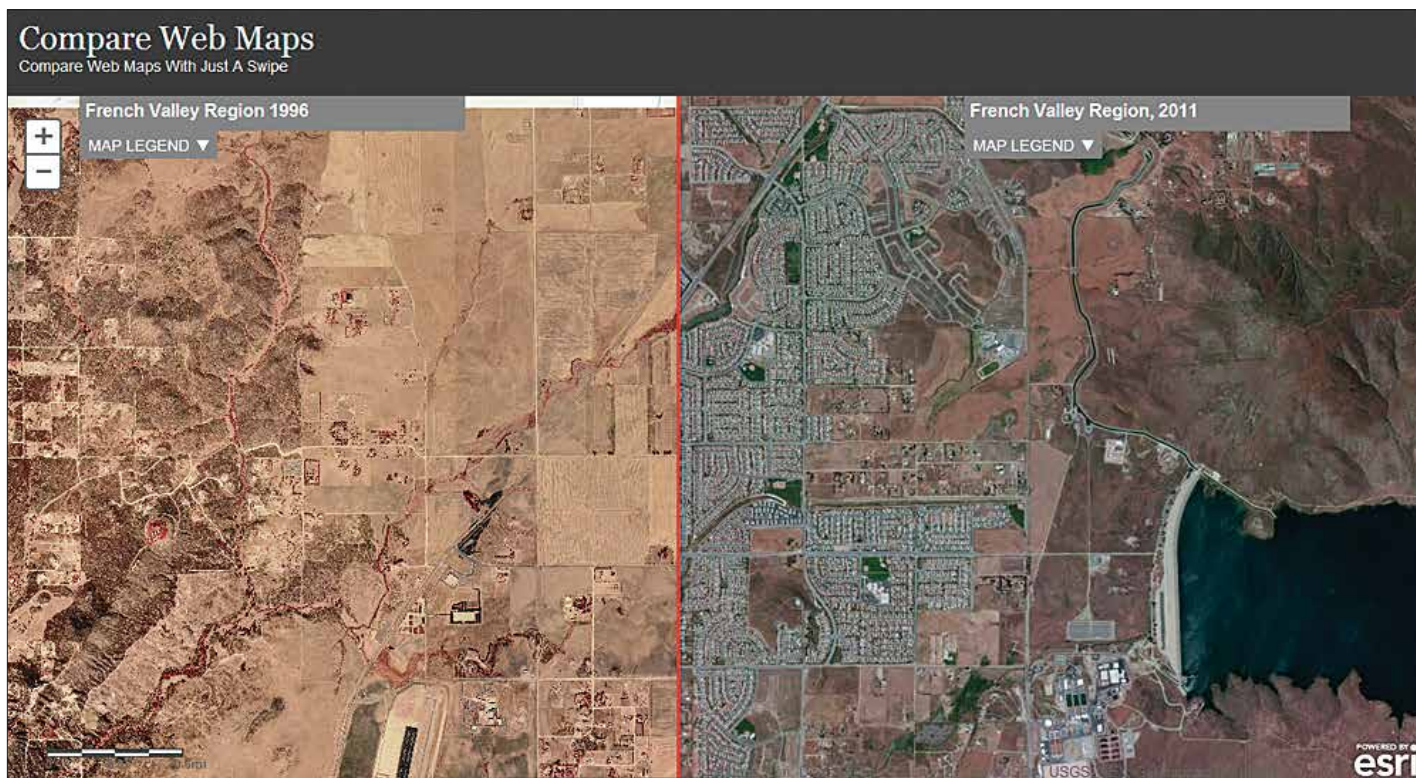 Compare Web Maps
Compare Web Maps With Just A Swipe
French Valley Region 1996
MAP LEGEND ▼
French Valley Region, 2011
MAP LEGEND ▼
+
−
USGS
POWERED BY
esri